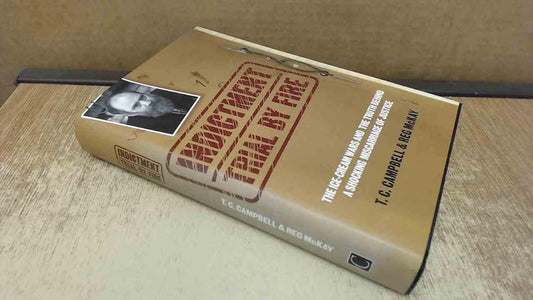 INDICTMENT
TRIAL BY FIRE
THE ICE-CREAM WARS AND THE TRUTH BEHIND
A SHOCKING MISCARRIAGE OF JUSTICE
T. C. CAMPBELL & REG McKAY
INDICTMENT
TRIAL BY FIRE
T. C. CAMPBELL & REG McKAY
C